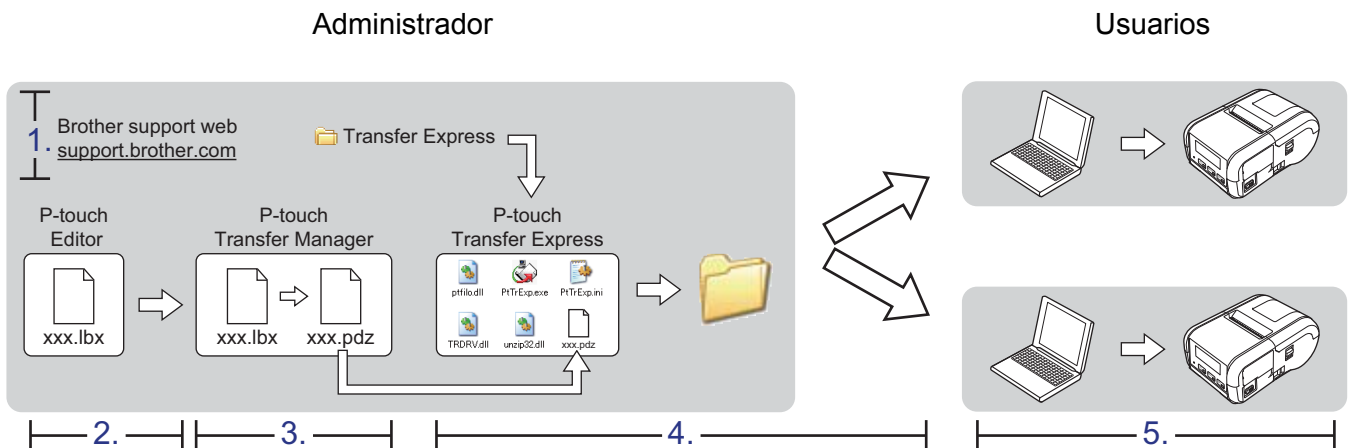 Administrador
Usuarios
1.
Brother support web
support.brother.com
Transfer Express
P-touch
Editor
xxx.lbx
P-touch
Transfer Manager
xxx.lbx
xxx.pdz
P-touch
Transfer Express
ptfilo.dll
PtTrExp.exe
PtTrExp.ini
TRDRV.dll
unzip32.dll
xxx.pdz
2.
3.
4.
5.